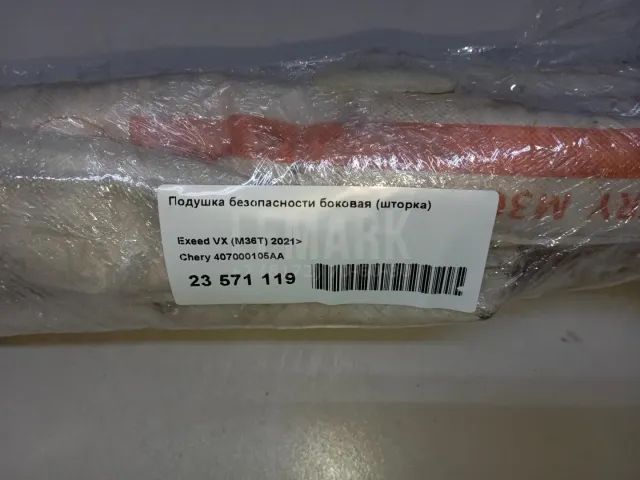 Подушка безопасности боковая (шторка)
Exeed VX (M36T) 2021>
Chery 407000105AA
23 571 119